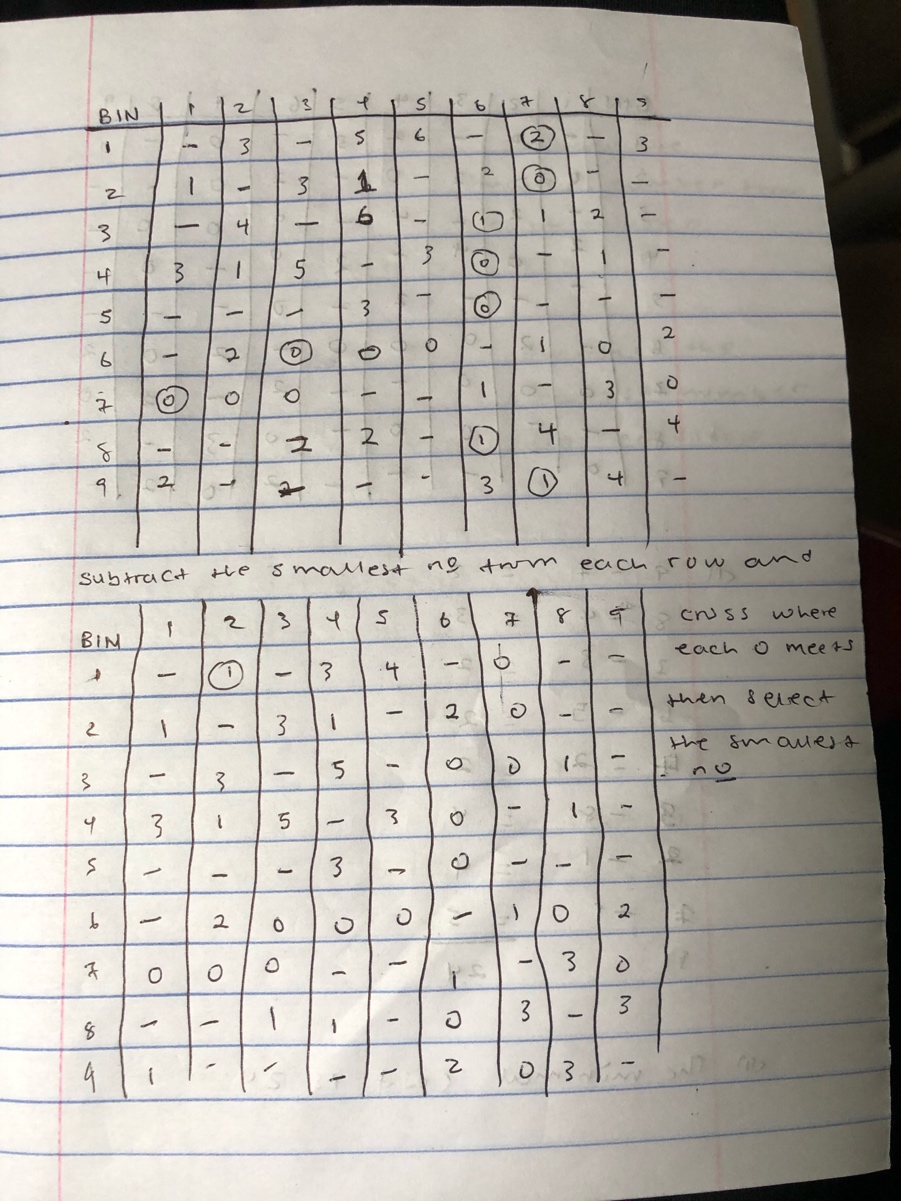 BIN 1 2 3 4 5 6 7 8 9
1 - 3 - 5 6 - 2 - 3
2 1 - 3 1 - 2 0 - -
3 - 4 - 6 - 1 1 2 -
4 3 1 5 - 3 0 - 1 -
5 - - - 3 - 0 - - -
6 - 2 0 0 0 - 1 0 2
7 0 0 0 - - 1 - 3 0
8 - - 2 2 - 1 4 - 4
9 2 - - - - 3 1 4 -
subtract the smallest no from each row and
cross where
each 0 meets
then select
the smallest
no
BIN 1 2 3 4 5 6 7 8 9
1 - 1 - 3 4 - 0 - -
2 1 - 3 1 - 2 0 - -
3 - 3 - 5 - 0 0 1 -
4 3 1 5 - 3 0 - 1 -
5 - - - 3 - 0 - - -
6 - 2 0 0 0 - 1 0 2
7 0 0 0 - - 1 - 3 0
8 - - 1 1 - 0 3 - 3
9 1 - - - - 2 0 3 -